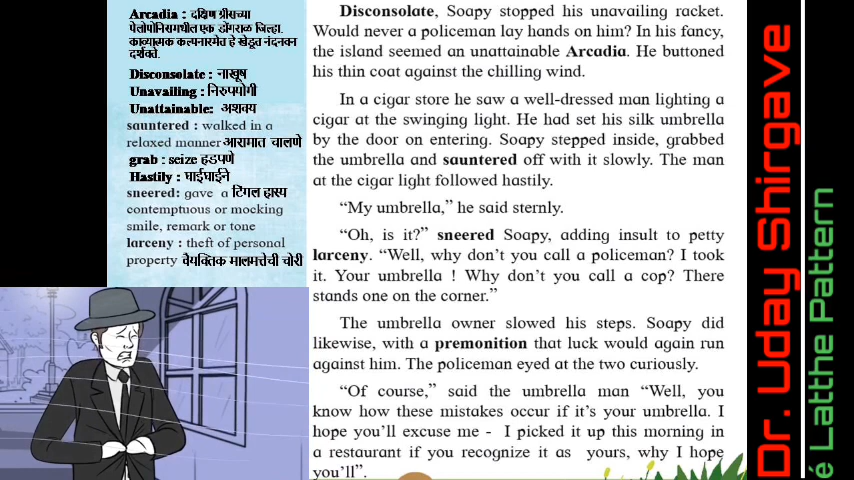 Arcadia : दक्षिण ग्रीसच्या
पेलोपोनिसमधील एक डोंगराळ जिल्हा.
काव्यात्मक कल्पनारमेत हे खेडूत नंदनवन
दर्शवते.
Disconsolate : नाखूष
Unavailing : निरुपयोगी
Unattainable: अशक्य
sauntered : walked in a
relaxed manner आरामात चालणे
grab : seize हडपणे
Hastily : घाईघाईने
sneered: gave a टिंगल हास्य
contemptuous or mocking
smile, remark or tone
larceny : theft of personal
property वैयक्तिक मालमत्तेची चोरी
Disconsolate, Soapy stopped his unavailing racket.
Would never a policeman lay hands on him? In his fancy,
the island seemed an unattainable Arcadia. He buttoned
his thin coat against the chilling wind.
In a cigar store he saw a well-dressed man lighting a
cigar at the swinging light. He had set his silk umbrella
by the door on entering. Soapy stepped inside, grabbed
the umbrella and sauntered off with it slowly. The man
at the cigar light followed hastily.
“My umbrella,” he said sternly.
“Oh, is it?” sneered Soapy, adding insult to petty
larceny. “Well, why don’t you call a policeman? I took
it. Your umbrella ! Why don’t you call a cop? There
stands one on the corner.”
The umbrella owner slowed his steps. Soapy did
likewise, with a premonition that luck would again run
against him. The policeman eyed at the two curiously.
“Of course,” said the umbrella man “Well, you
know how these mistakes occur if it’s your umbrella. I
hope you’ll excuse me - I picked it up this morning in
a restaurant if you recognize it as yours, why I hope
you’ll”.
Dr. Uday Shirgave
é Latthe Pattern